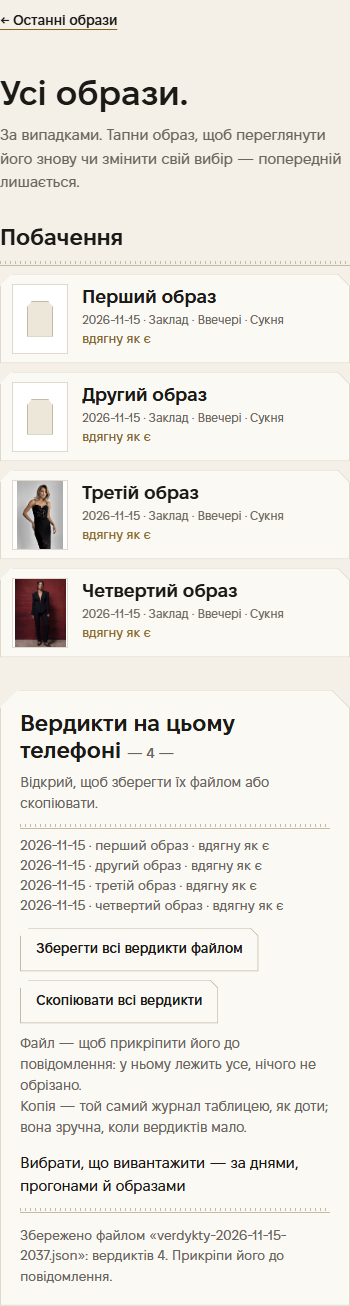 ← Останні образи
Усі образи.
За випадками. Тапни образ, щоб переглянути
його знову чи змінити свій вибір — попередній
лишається.
Побачення
Перший образ
2026-11-15 · Заклад · Ввечері · Сукня
вдягну як є
Другий образ
2026-11-15 · Заклад · Ввечері · Сукня
вдягну як є
Третій образ
2026-11-15 · Заклад · Ввечері · Сукня
вдягну як є
Четвертий образ
2026-11-15 · Заклад · Ввечері · Сукня
вдягну як є
Вердикти на цьому
телефоні — 4 —
Відкрий, щоб зберегти їх файлом або
скопіювати.
2026-11-15 · перший образ · вдягну як є
2026-11-15 · другий образ · вдягну як є
2026-11-15 · третій образ · вдягну як є
2026-11-15 · четвертий образ · вдягну як є
Зберегти всі вердикти файлом
Скопіювати всі вердикти
Файл — щоб прикріпити його до
повідомлення: у ньому лежить усе, нічого не
обрізано.
Копія — той самий журнал таблицею, як доти;
вона зручна, коли вердиктів мало.
Вибрати, що вивантажити — за днями,
прогонами й образами
Збережено файлом «verdykty-2026-11-15-
2037.json»: вердиктів 4. Прикріпи його до
повідомлення.